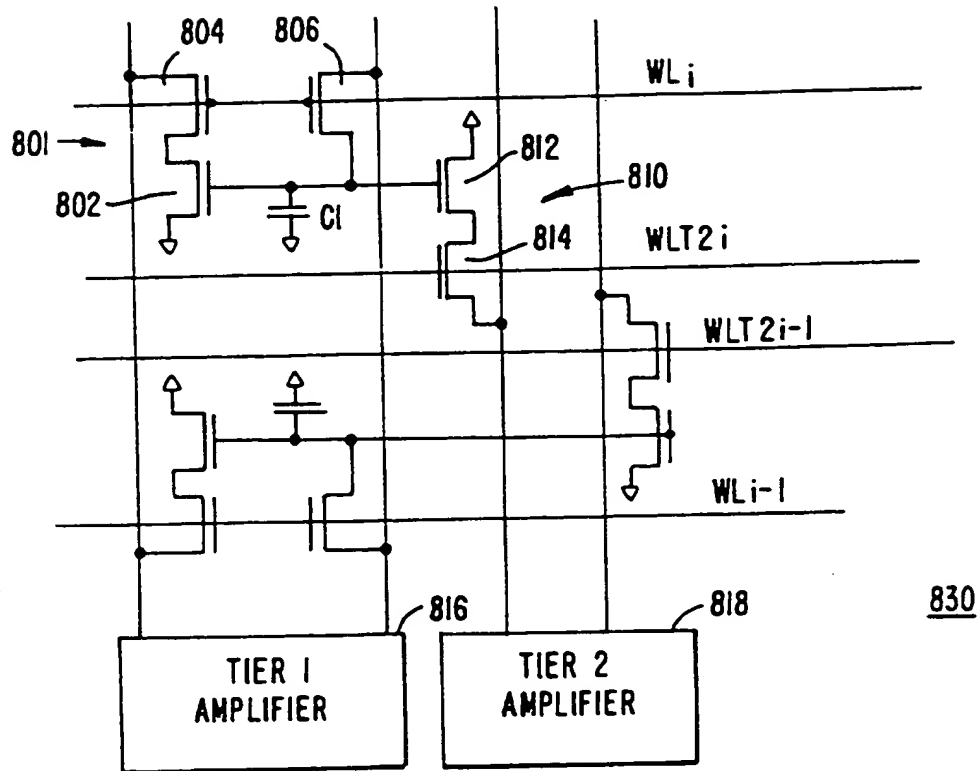 804
806
WLi
801
812
810
802
C1
814
WLT2i
WLT2i-1
WLi-1
816
818
830
TIER 1
AMPLIFIER
TIER 2
AMPLIFIER